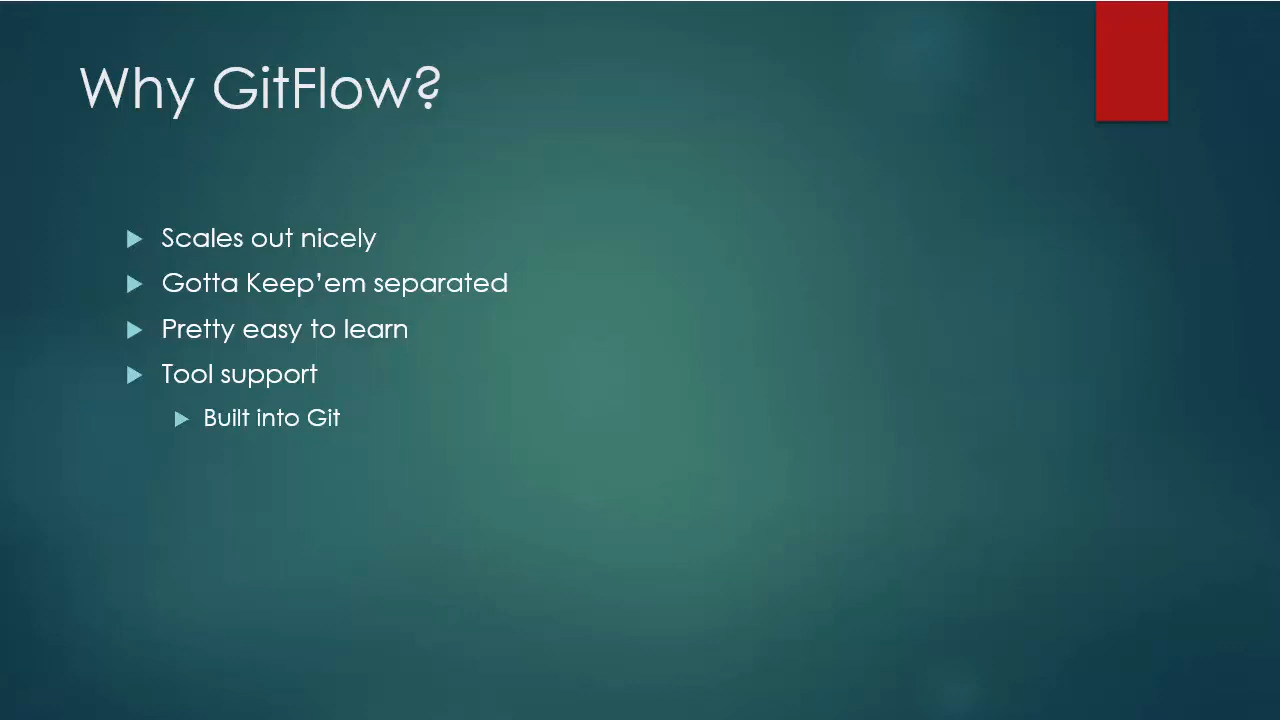 Why GitFlow?
Scales out nicely
Gotta Keep’em separated
Pretty easy to learn
Tool support
Built into Git